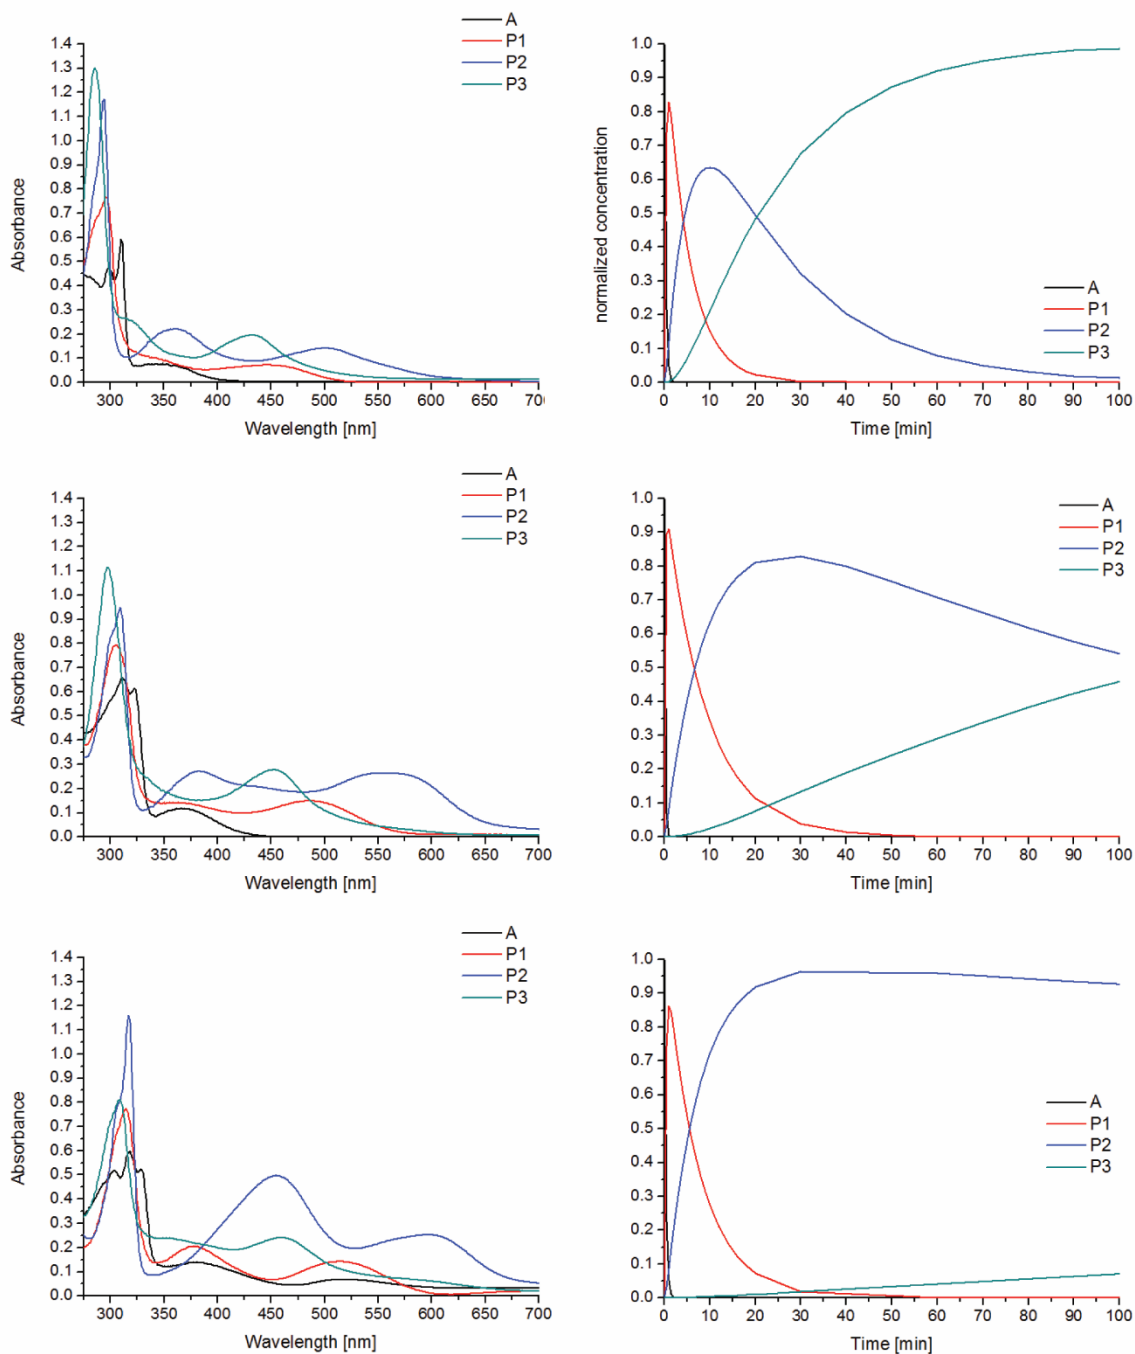 A
P1
P2
P3
1.4
1.3
1.2
1.1
1.0
0.9
0.8
0.7
0.6
0.5
0.4
0.3
0.2
0.1
0.0
Absorbance
300 350 400 450 500 550 600 650 70
Wavelength [nm]
1.0
0.9
0.8
0.7
0.6
0.5
0.4
0.3
0.2
0.1
0.0
normalized concentration
A
P1
P2
P3
0 10 20 30 40 50 60 70 80 90 100
Time [min]
A
P1
P2
P3
1.4
1.3
1.2
1.1
1.0
0.9
0.8
0.7
0.6
0.5
0.4
0.3
0.2
0.1
0.0
Absorbance
300 350 400 450 500 550 600 650 700
Wavelength [nm]
A
P1
P2
P3
1.0
0.9
0.8
0.7
0.6
0.5
0.4
0.3
0.2
0.1
0.0
0 10 20 30 40 50 60 70 80 90 100
Time [min]
A
P1
P2
P3
1.4
1.3
1.2
1.1
1.0
0.9
0.8
0.7
0.6
0.5
0.4
0.3
0.2
0.1
0.0
Absorbance
300 350 400 450 500 550 600 650 700
Wavelength [nm]
1.0
0.9
0.8
0.7
0.6
0.5
0.4
0.3
0.2
0.1
0.0
A
P1
P2
P3
0 10 20 30 40 50 60 70 80 90 100
Time [min]